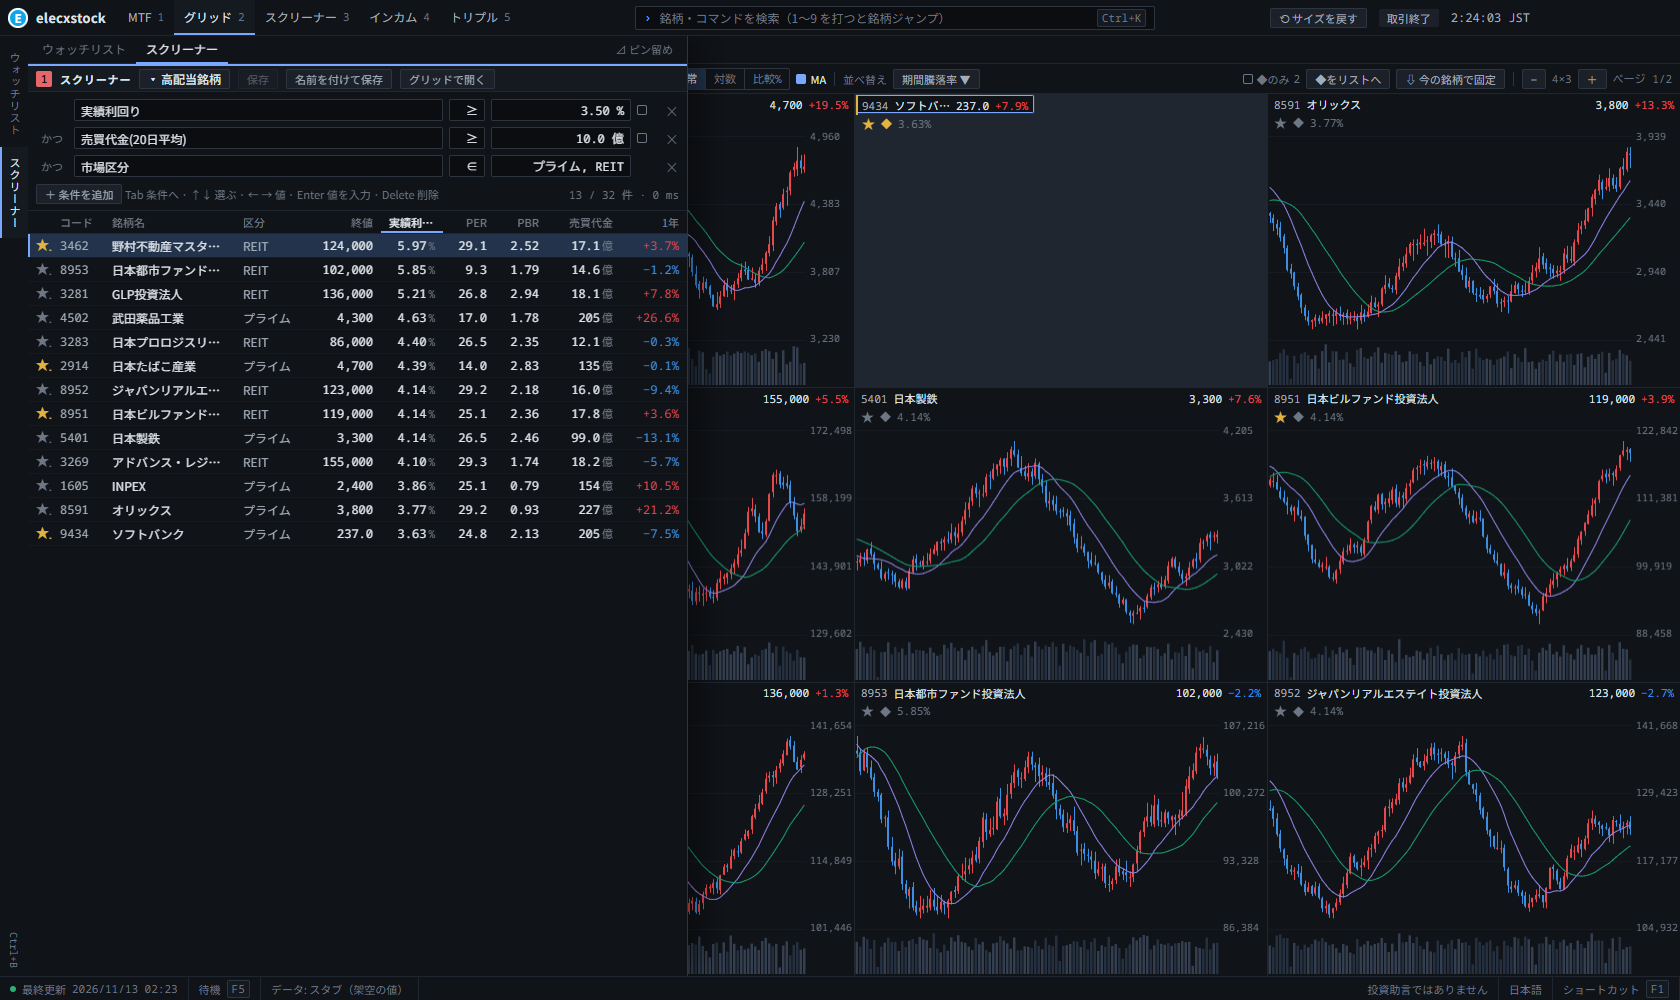 elecxstock MTF 1 グリッド 2 スクリーナー 3 インカム 4 トリプル 5 › 銘柄・コマンドを検索（1〜9 を打つと銘柄ジャンプ） Ctrl+K サイズを戻す 取引終了 2:24:03 JST
ウォッチリスト スクリーナー ピン留め
ウォッチリスト
スクリーナー
Ctrl+B
1 スクリーナー 高配当銘柄 保存 名前を付けて保存 グリッドで開く
実績利回り ≥ 3.50 % ×
かつ 売買代金(20日平均) ≥ 10.0 億 ×
かつ 市場区分 ∈ プライム, REIT ×
＋ 条件を追加 Tab 条件へ · ↑ ↓ 選ぶ · ← → 値 · Enter 値を入力 · Delete 削除 13 / 32 件 · 0 ms
コード 銘柄名 区分 終値 実績利… PER PBR 売買代金 1年
★ 3462 野村不動産マスタ… REIT 124,000 5.97% 29.1 2.52 17.1億 +3.7%
★ 8953 日本都市ファンド… REIT 102,000 5.85% 9.3 1.79 14.6億 −1.2%
★ 3281 GLP投資法人 REIT 136,000 5.21% 26.8 2.94 18.1億 +7.8%
★ 4502 武田薬品工業 プライム 4,300 4.63% 17.0 1.78 205億 +26.6%
★ 3283 日本プロロジスリ… REIT 86,000 4.40% 26.5 2.35 12.1億 −0.3%
★ 2914 日本たばこ産業 プライム 4,700 4.39% 14.0 2.83 135億 −0.1%
★ 8952 ジャパンリアルエ… REIT 123,000 4.14% 29.2 2.18 16.0億 −9.4%
★ 8951 日本ビルファンド… REIT 119,000 4.14% 25.1 2.36 17.8億 +3.6%
★ 5401 日本製鉄 プライム 3,300 4.14% 26.5 2.46 99.0億 −13.1%
★ 3269 アドバンス・レジ… REIT 155,000 4.10% 29.3 1.74 18.2億 −5.7%
★ 1605 INPEX プライム 2,400 3.86% 25.1 0.79 154億 +10.5%
★ 8591 オリックス プライム 3,800 3.77% 29.2 0.93 227億 +21.2%
★ 9434 ソフトバンク プライム 237.0 3.63% 24.8 2.13 205億 −7.5%
常 対数 比較% MA 並べ替え 期間騰落率▼ ◆のみ 2 ◆をリストへ ⇩ 今の銘柄で固定 − 4×3 ＋ ページ 1/2
4,700 +19.5%
4,960
4,383
3,807
3,230
9434 ソフトバ… 237.0 +7.9%
★ ◆ 3.63%
8591 オリックス 3,800 +13.3%
★ ◆ 3.77%
3,939
3,440
2,940
2,441
155,000 +5.5%
172,498
158,199
143,901
129,602
5401 日本製鉄 3,300 +7.6%
★ ◆ 4.14%
4,205
3,613
3,022
2,430
8951 日本ビルファンド投資法人 119,000 +3.9%
★ ◆ 4.14%
122,842
111,381
99,919
88,458
136,000 +1.3%
141,654
128,251
114,849
101,446
8953 日本都市ファンド投資法人 102,000 −2.2%
★ ◆ 5.85%
107,216
100,272
93,328
86,384
8952 ジャパンリアルエステイト投資法人 123,000 −2.7%
★ ◆ 4.14%
141,668
129,423
117,177
104,932
最終更新 2026/11/13 02:23 待機 F5 データ: スタブ（架空の値） 投資助言ではありません 日本語 ショートカット F1